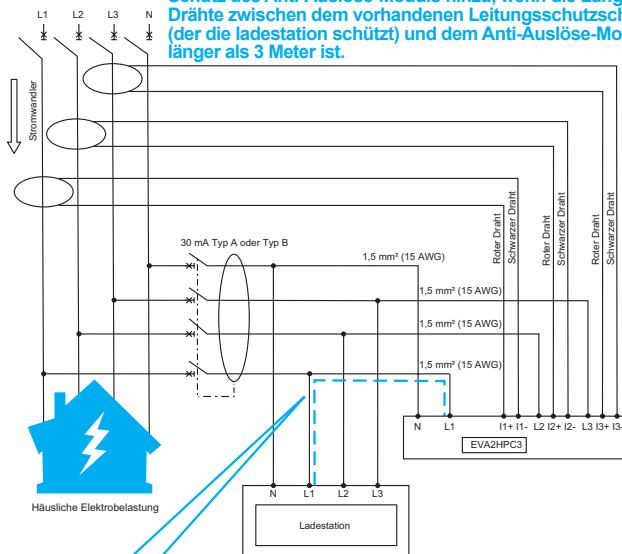 Drähte zwischen dem vorhandenen Leitungsschutzsch
(der die ladestation schützt) und dem Anti-Auslöse-Mo
länger als 3 Meter ist.
L1 L2 L3 N
Stromwandler
Roter Draht
Schwarzer Draht
Roter Draht
Schwarzer Draht
Roter Draht
Schwarzer Draht
30 mA Typ A oder Typ B
1,5 mm² (15 AWG)
1,5 mm² (15 AWG)
1,5 mm² (15 AWG)
1,5 mm² (15 AWG)
N L1 I1+ I1- L2 I2+ I2- L3 I3+ I3-
EVA2HPC3
Häusliche Elektrobelastung
N L1 L2 L3
Ladestation